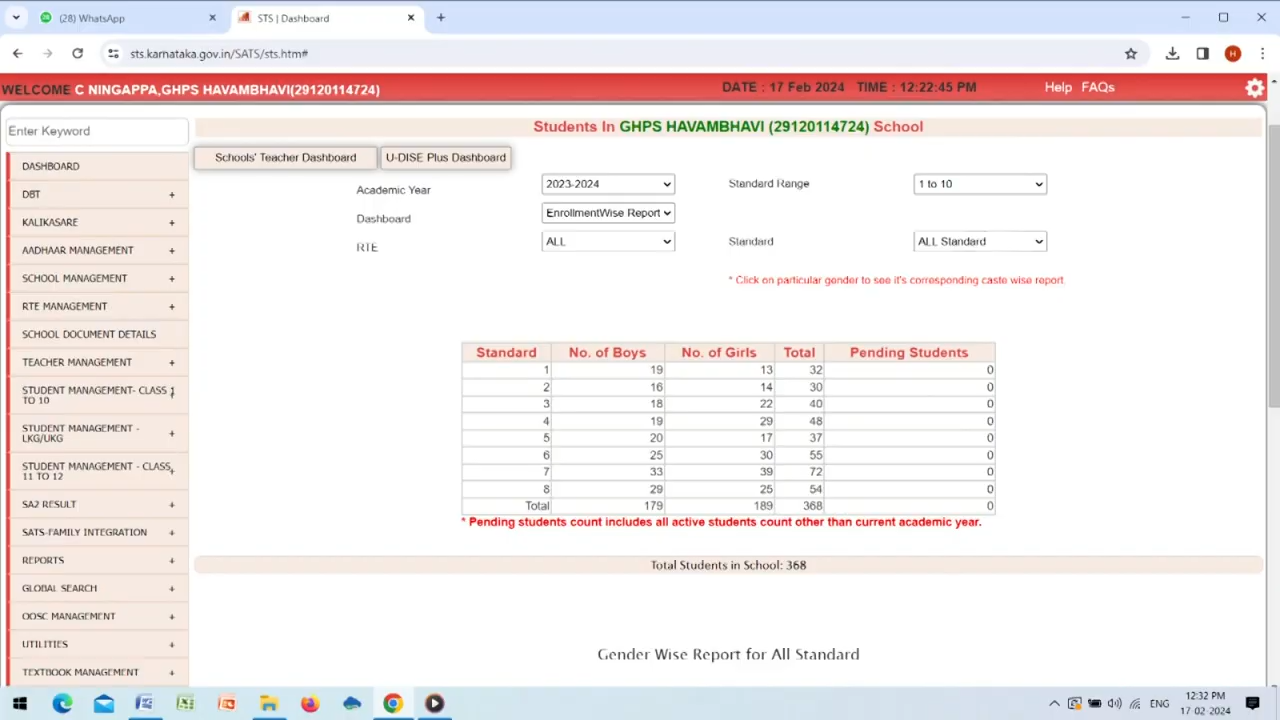 (28) WhatsApp
STS | Dashboard
sts.karnataka.gov.in/SATS/sts.htm#
H
WELCOME C NINGAPPA,GHPS HAVAMBHAVI(29120114724)
DATE : 17 Feb 2024 TIME : 12:22:45 PM
Help FAQs
Enter Keyword
Students In GHPS HAVAMBHAVI (29120114724) School
Schools' Teacher Dashboard
U-DISE Plus Dashboard
Academic Year 2023-2024 Standard Range 1 to 10
Dashboard EnrollmentWise Report
RTE ALL Standard ALL Standard
* Click on particular gender to see it's corresponding caste wise report
DASHBOARD
DBT +
KALIKASARE +
AADHAAR MANAGEMENT +
SCHOOL MANAGEMENT +
RTE MANAGEMENT +
SCHOOL DOCUMENT DETAILS
TEACHER MANAGEMENT +
STUDENT MANAGEMENT- CLASS 1 +
TO 10
STUDENT MANAGEMENT - +
LKG/UKG
STUDENT MANAGEMENT - CLASS +
11 TO 12
SA2 RESULT +
SATS-FAMILY INTEGRATION +
REPORTS +
GLOBAL SEARCH +
OOSC MANAGEMENT +
UTILITIES +
TEXTBOOK MANAGEMENT +
Standard No. of Boys No. of Girls Total Pending Students
1 19 13 32 0
2 16 14 30 0
3 18 22 40 0
4 19 29 48 0
5 20 17 37 0
6 25 30 55 0
7 33 39 72 0
8 29 25 54 0
Total 179 189 368 0
* Pending students count includes all active students count other than current academic year.
Total Students in School: 368
Gender Wise Report for All Standard
ENG
12:32 PM
17-02-2024